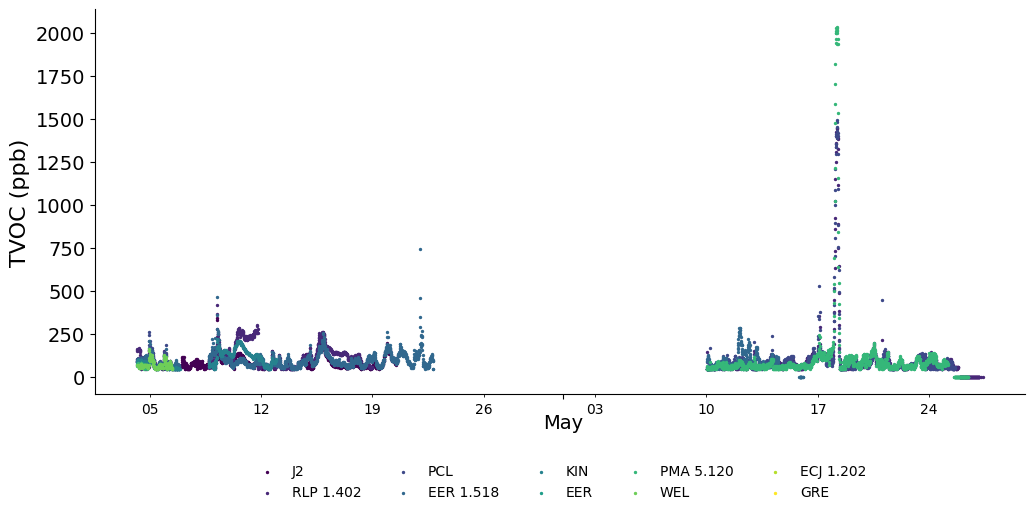 2000
1750
1500
1250
1000
750
500
250
0
TVOC (ppb)
05 12 19 26 03 10 17 24
May
J2 PCL KIN PMA 5.120 ECJ 1.202
RLP 1.402 EER 1.518 EER WEL GRE